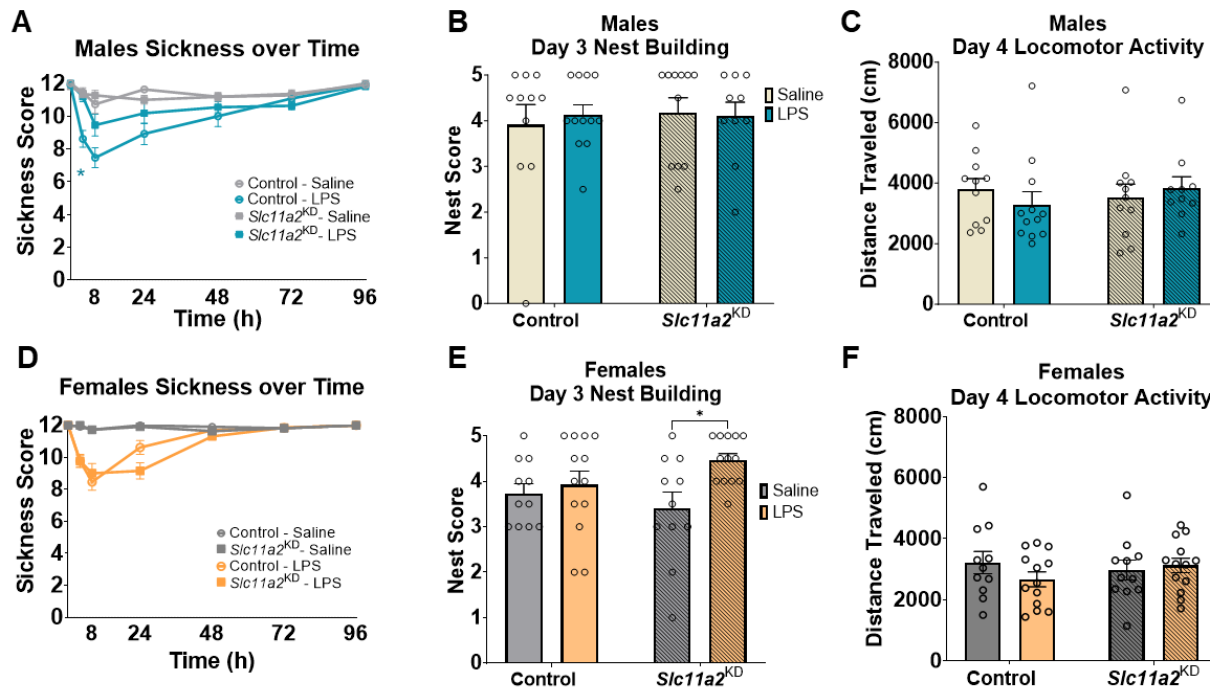 A
Males Sickness over Time
Sickness Score
12
10
8
6
4
2
0
*
Control - Saline
Control - LPS
Slc11a2KD- Saline
Slc11a2KD- LPS
8 24 48 72 96
Time (h)
B
Males
Day 3 Nest Building
Nest Score
5
4
3
2
1
0
Saline
LPS
Control Slc11a2KD
C
Males
Day 4 Locomotor Activity
Distance Traveled (cm)
8000
6000
4000
2000
0
Control Slc11a2KD
D
Females Sickness over Time
Sickness Score
12
10
8
6
4
2
0
Control - Saline
Slc11a2KD- Saline
Control - LPS
Slc11a2KD - LPS
8 24 48 72 96
Time (h)
E
Females
Day 3 Nest Building
Nest Score
5
4
3
2
1
0
*
Saline
LPS
Control Slc11a2KD
F
Females
Day 4 Locomotor Activity
Distance Traveled (cm)
8000
6000
4000
2000
0
Control Slc11a2KD